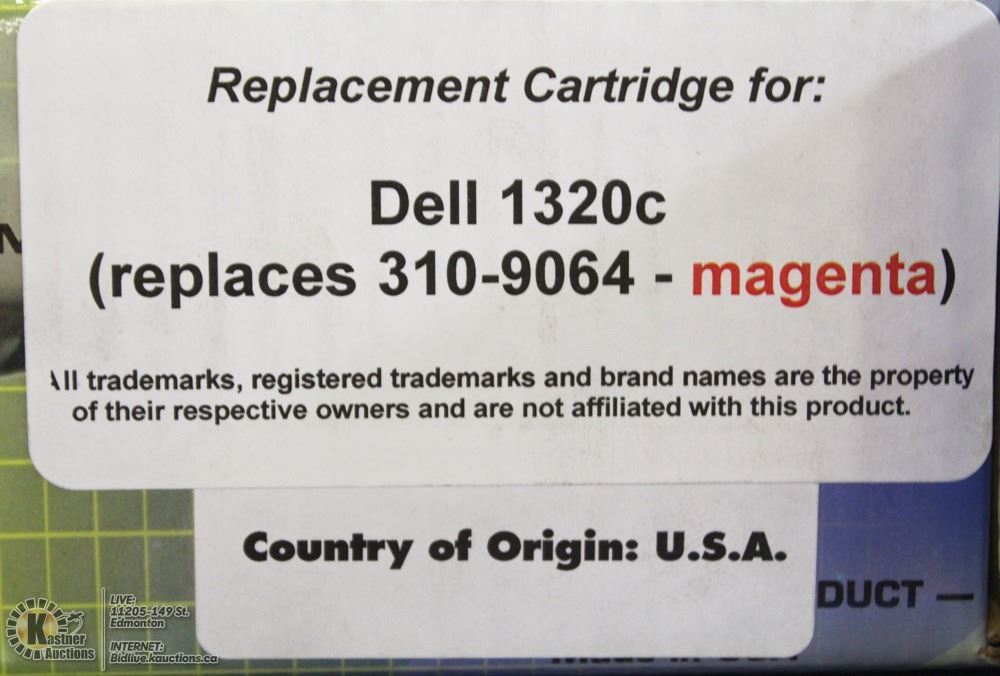 Replacement Cartridge for:
Dell 1320c
(replaces 310-9064 - magenta)
All trademarks, registered trademarks and brand names are the property
of their respective owners and are not affiliated with this product.
Country of Origin: U.S.A.
DUCT —
Kastner
Auctions
LIVE:
11205-149 St.
Edmonton
INTERNET:
Bidlive.kauctions.ca